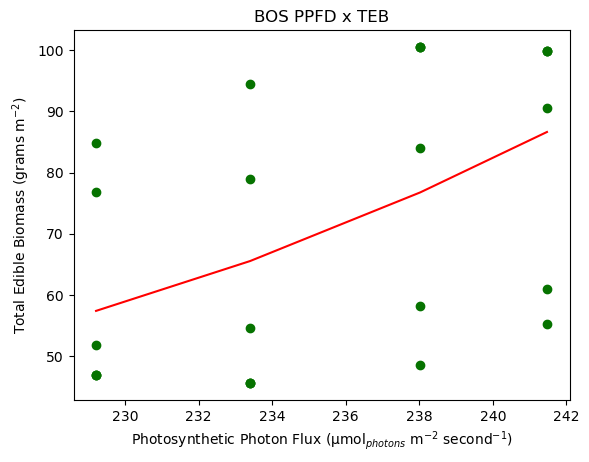 BOS PPFD x TEB
Total Edible Biomass (grams m⁻²)
100
90
80
70
60
50
230 232 234 236 238 240 242
Photosynthetic Photon Flux (μmol_photons m⁻² second⁻¹)